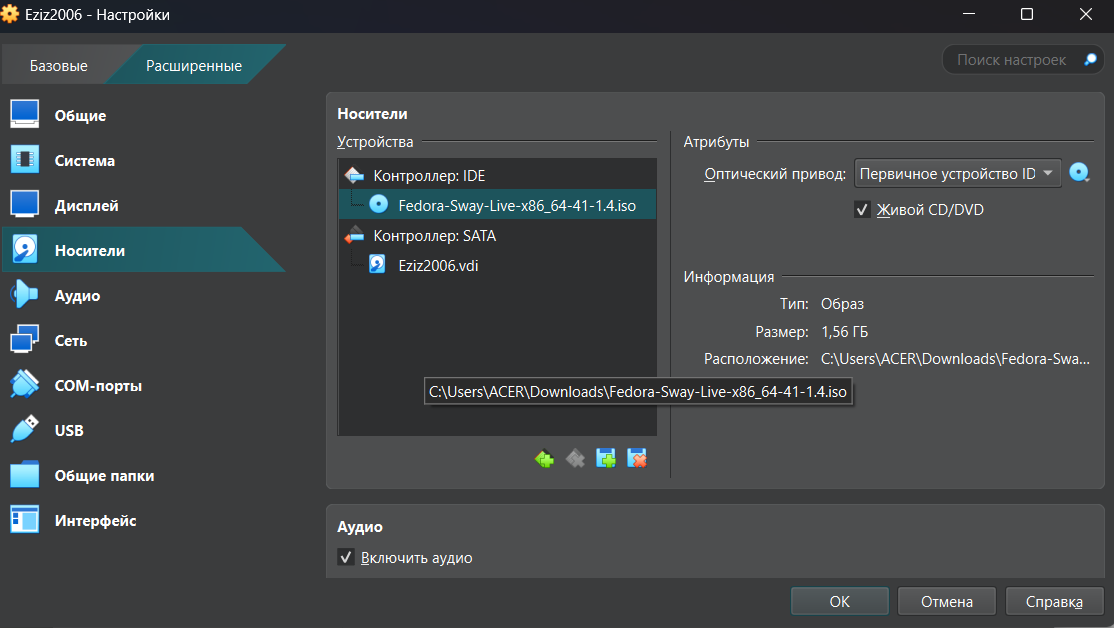 Eziz2006 - Настройки
Базовые
Расширенные
Поиск настроек
Общие
Система
Дисплей
Носители
Аудио
Сеть
COM-порты
USB
Общие папки
Интерфейс
Носители
Устройства
Контроллер: IDE
Fedora-Sway-Live-x86_64-41-1.4.iso
Контроллер: SATA
Eziz2006.vdi
C:\Users\ACER\Downloads\Fedora-Sway-Live-x86_64-41-1.4.iso
Атрибуты
Оптический привод: Первичное устройство ID
Живой CD/DVD
Информация
Тип: Образ
Размер: 1,56 ГБ
Расположение: C:\Users\ACER\Downloads\Fedora-Swa...
Аудио
Включить аудио
OK
Отмена
Справка